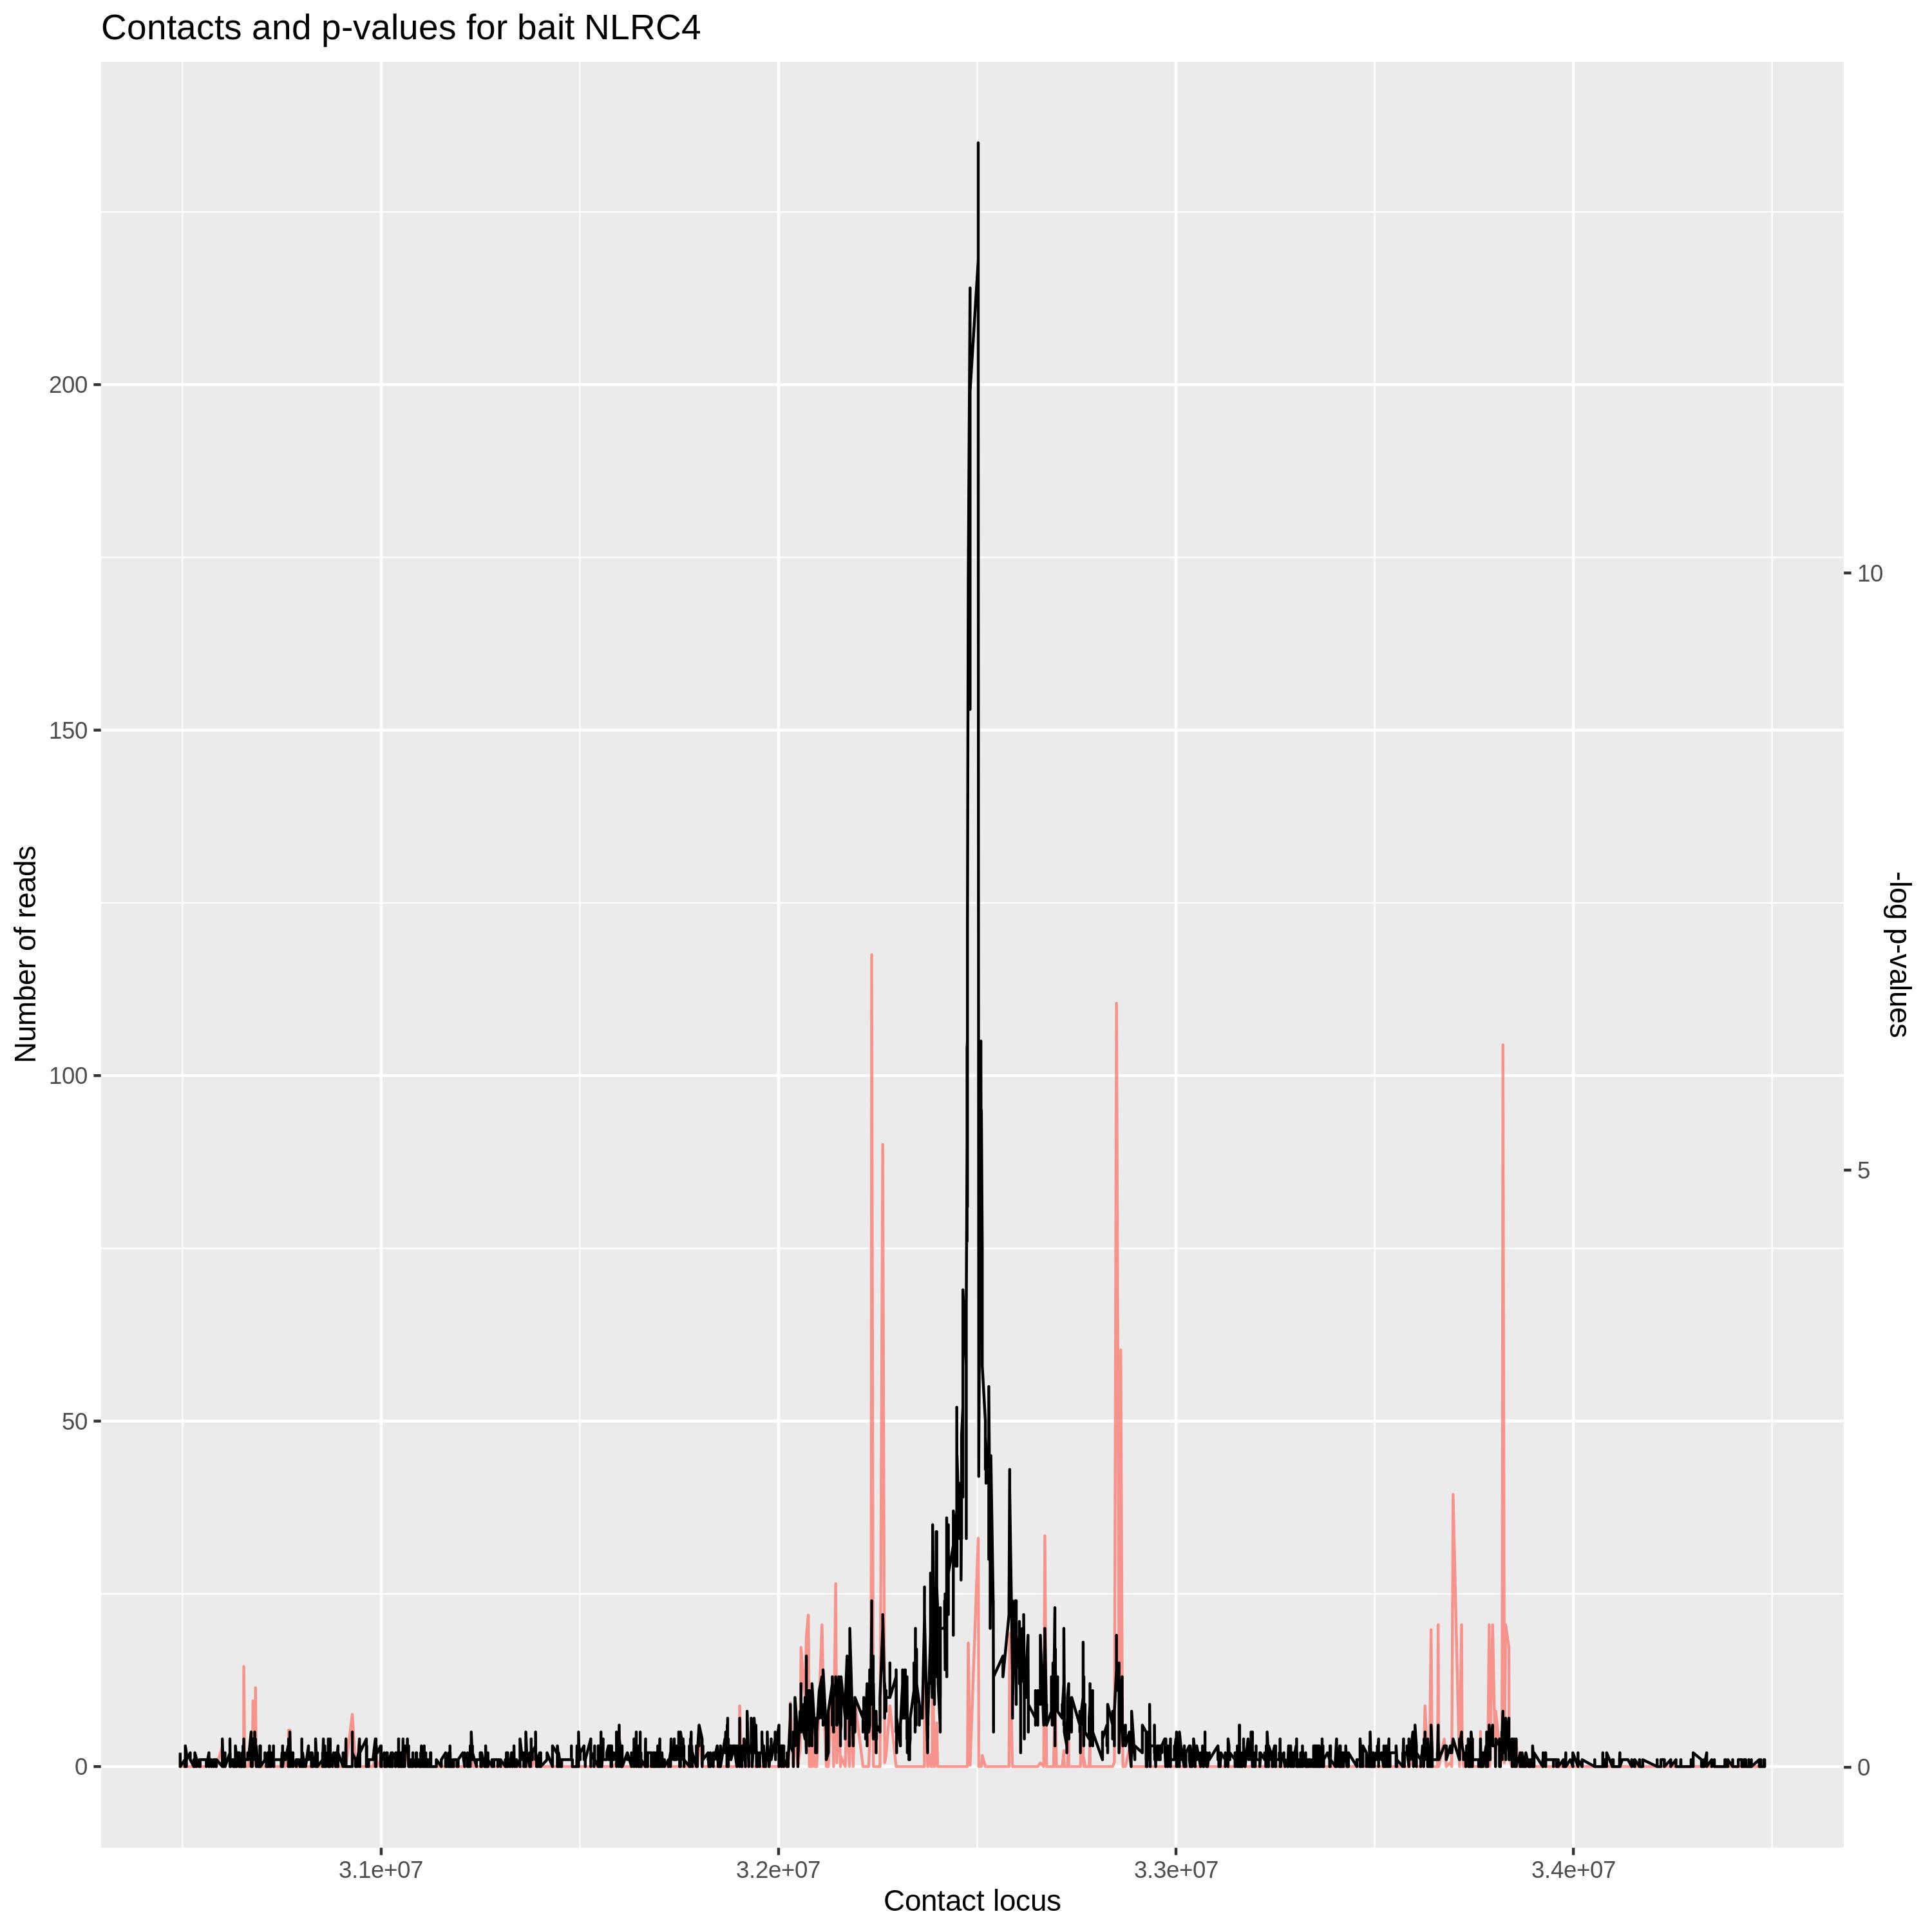 Contacts and p-values for bait NLRC4
200
150
100
50
0
Number of reads
10
5
0
-log p-values
3.1e+07
3.2e+07
3.3e+07
3.4e+07
Contact locus